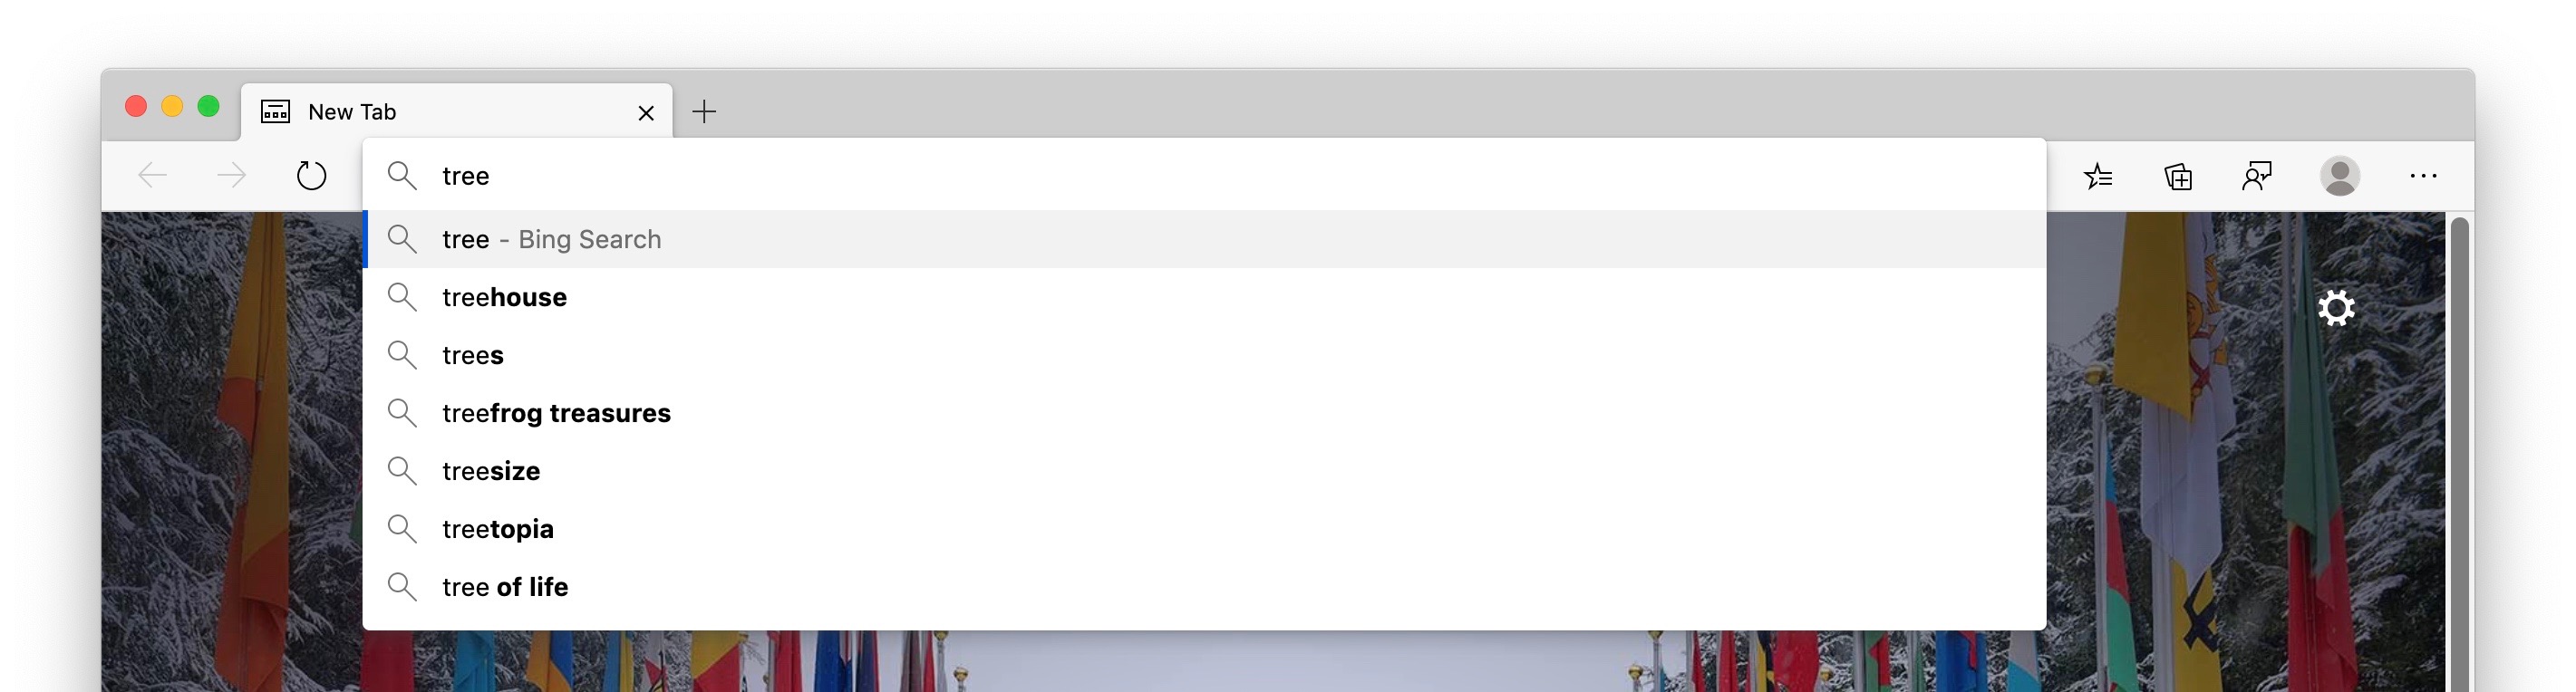 New Tab
tree
tree - Bing Search
treehouse
trees
treefrog treasures
treesize
treetopia
tree of life